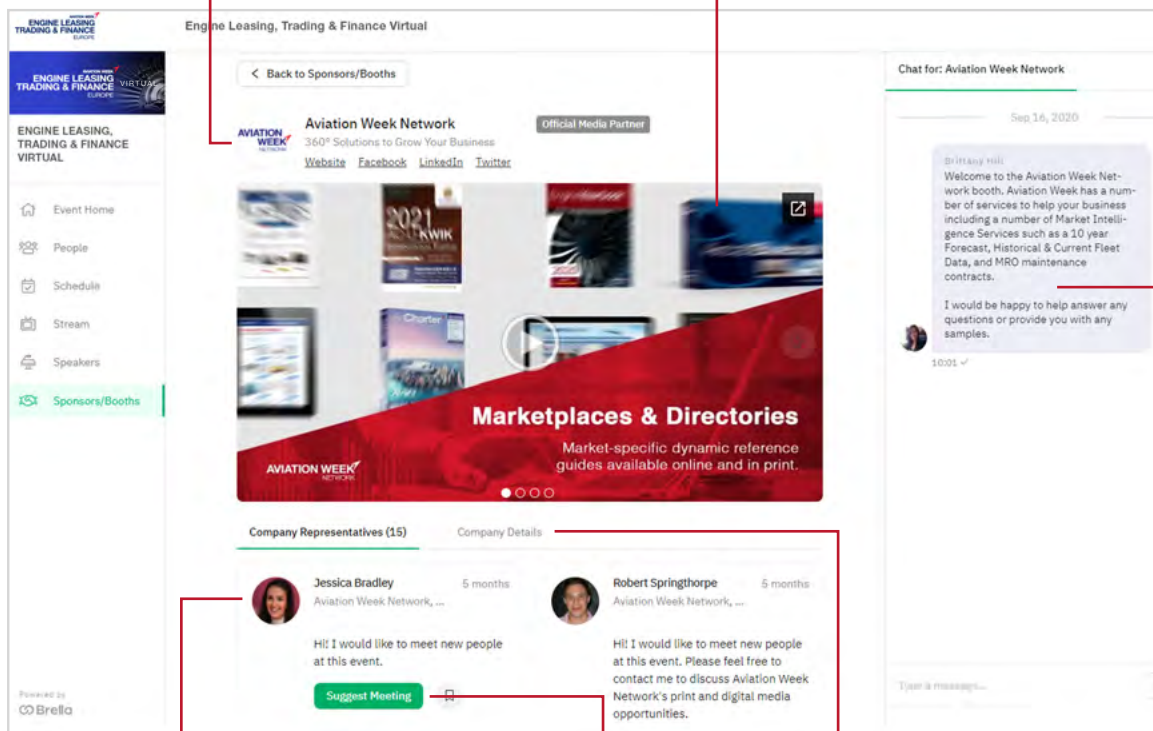 AVIATION WEEK
ENGINE LEASING
TRADING & FINANCE
EUROPE
Engine Leasing, Trading & Finance Virtual
ENGINE LEASING
TRADING & FINANCE
EUROPE
VIRTUAL
ENGINE LEASING,
TRADING & FINANCE
VIRTUAL
Event Home
People
Schedule
Stream
Speakers
Sponsors/Booths
Powered by
Brella
Back to Sponsors/Booths
AVIATION
WEEK
NETWORK
Aviation Week Network
Official Media Partner
360° Solutions to Grow Your Business
Website Facebook LinkedIn Twitter
2021
KWIK
Charter
Marketplaces & Directories
Market-specific dynamic reference
guides available online and in print.
AVIATION WEEK
NETWORK
Company Representatives (15)
Company Details
Jessica Bradley
5 months
Aviation Week Network, ...
Hi! I would like to meet new people
at this event.
Suggest Meeting
Robert Springthorpe
5 months
Aviation Week Network, ...
Hi! I would like to meet new people
at this event. Please feel free to
contact me to discuss Aviation Week
Network's print and digital media
opportunities.
Chat for: Aviation Week Network
Sep 16, 2020
Brittany Hill
Welcome to the Aviation Week Net-
work booth. Aviation Week has a num-
ber of services to help your business
including a number of Market Intelli-
gence Services such as a 10 year
Forecast, Historical & Current Fleet
Data, and MRO maintenance
contracts.
I would be happy to help answer any
questions or provide you with any
samples.
10:01
Type a message...